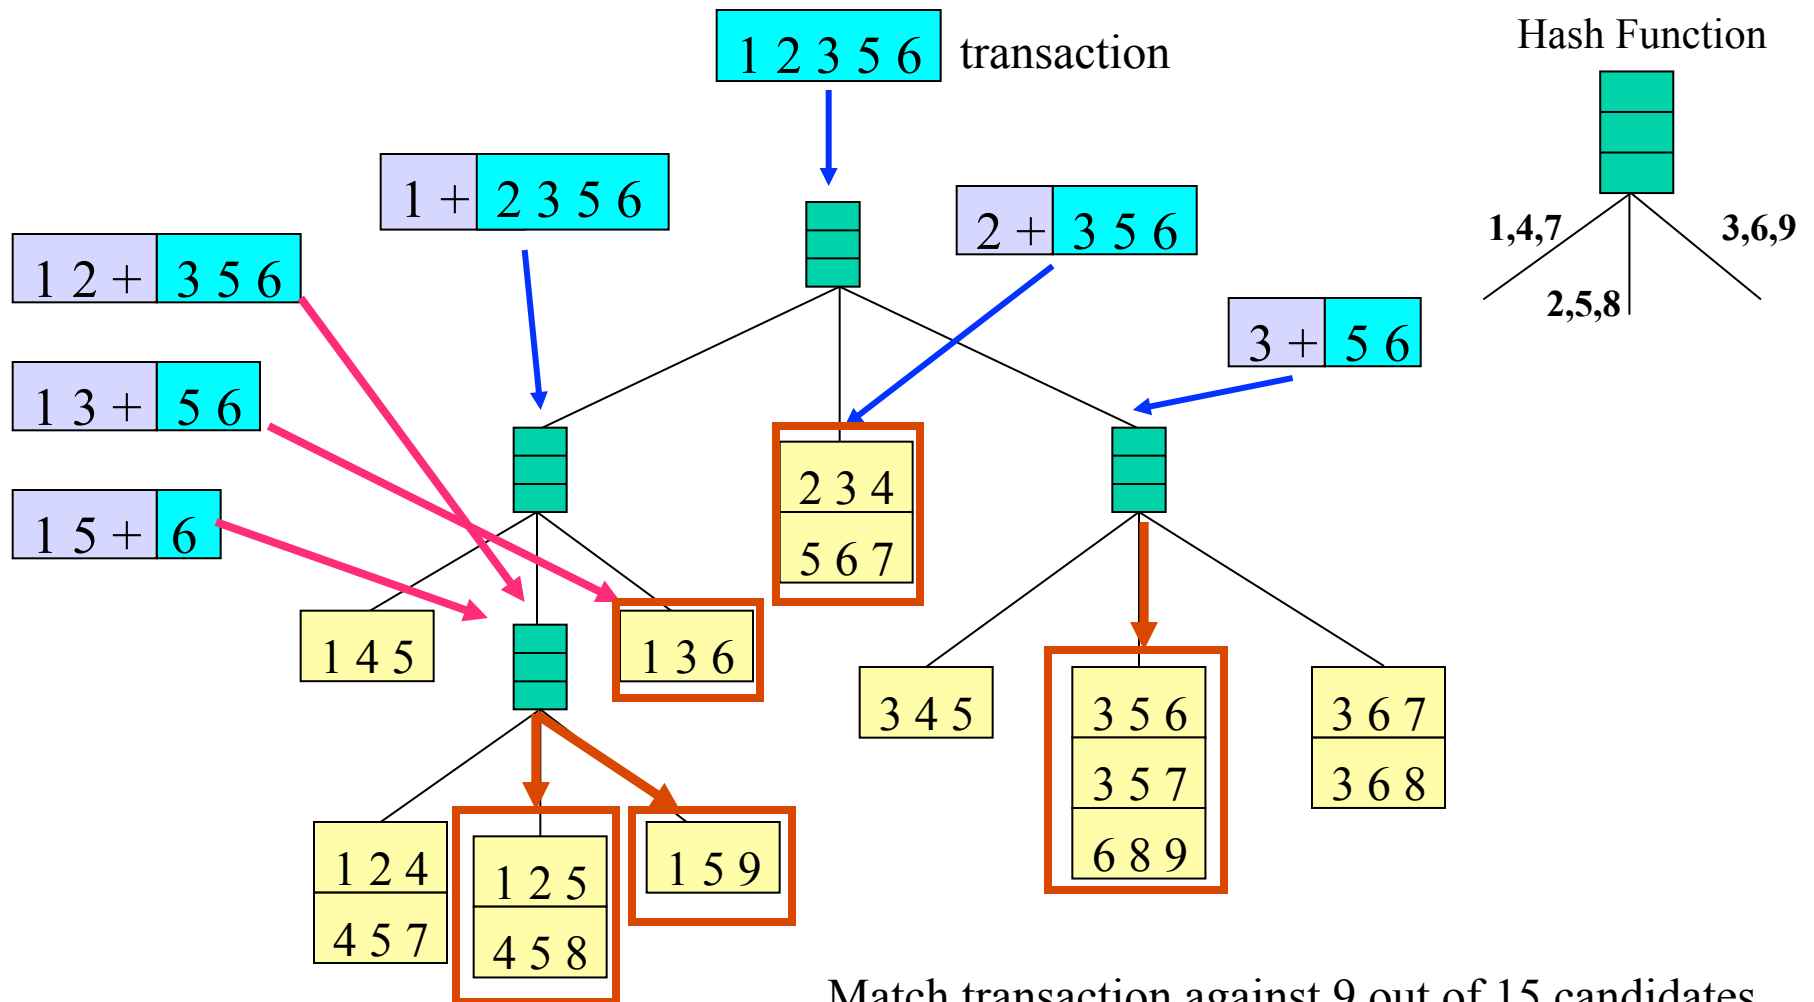 1 2 3 5 6 transaction
Hash Function
1 + 2 3 5 6
2 + 3 5 6
1,4,7
3,6,9
2,5,8
1 2 + 3 5 6
3 + 5 6
1 3 + 5 6
1 5 + 6
2 3 4
5 6 7
1 4 5
1 3 6
3 4 5
3 5 6
3 6 7
3 5 7
3 6 8
6 8 9
1 2 4
1 2 5
1 5 9
4 5 7
4 5 8
Match transaction against 9 out of 15 candidates